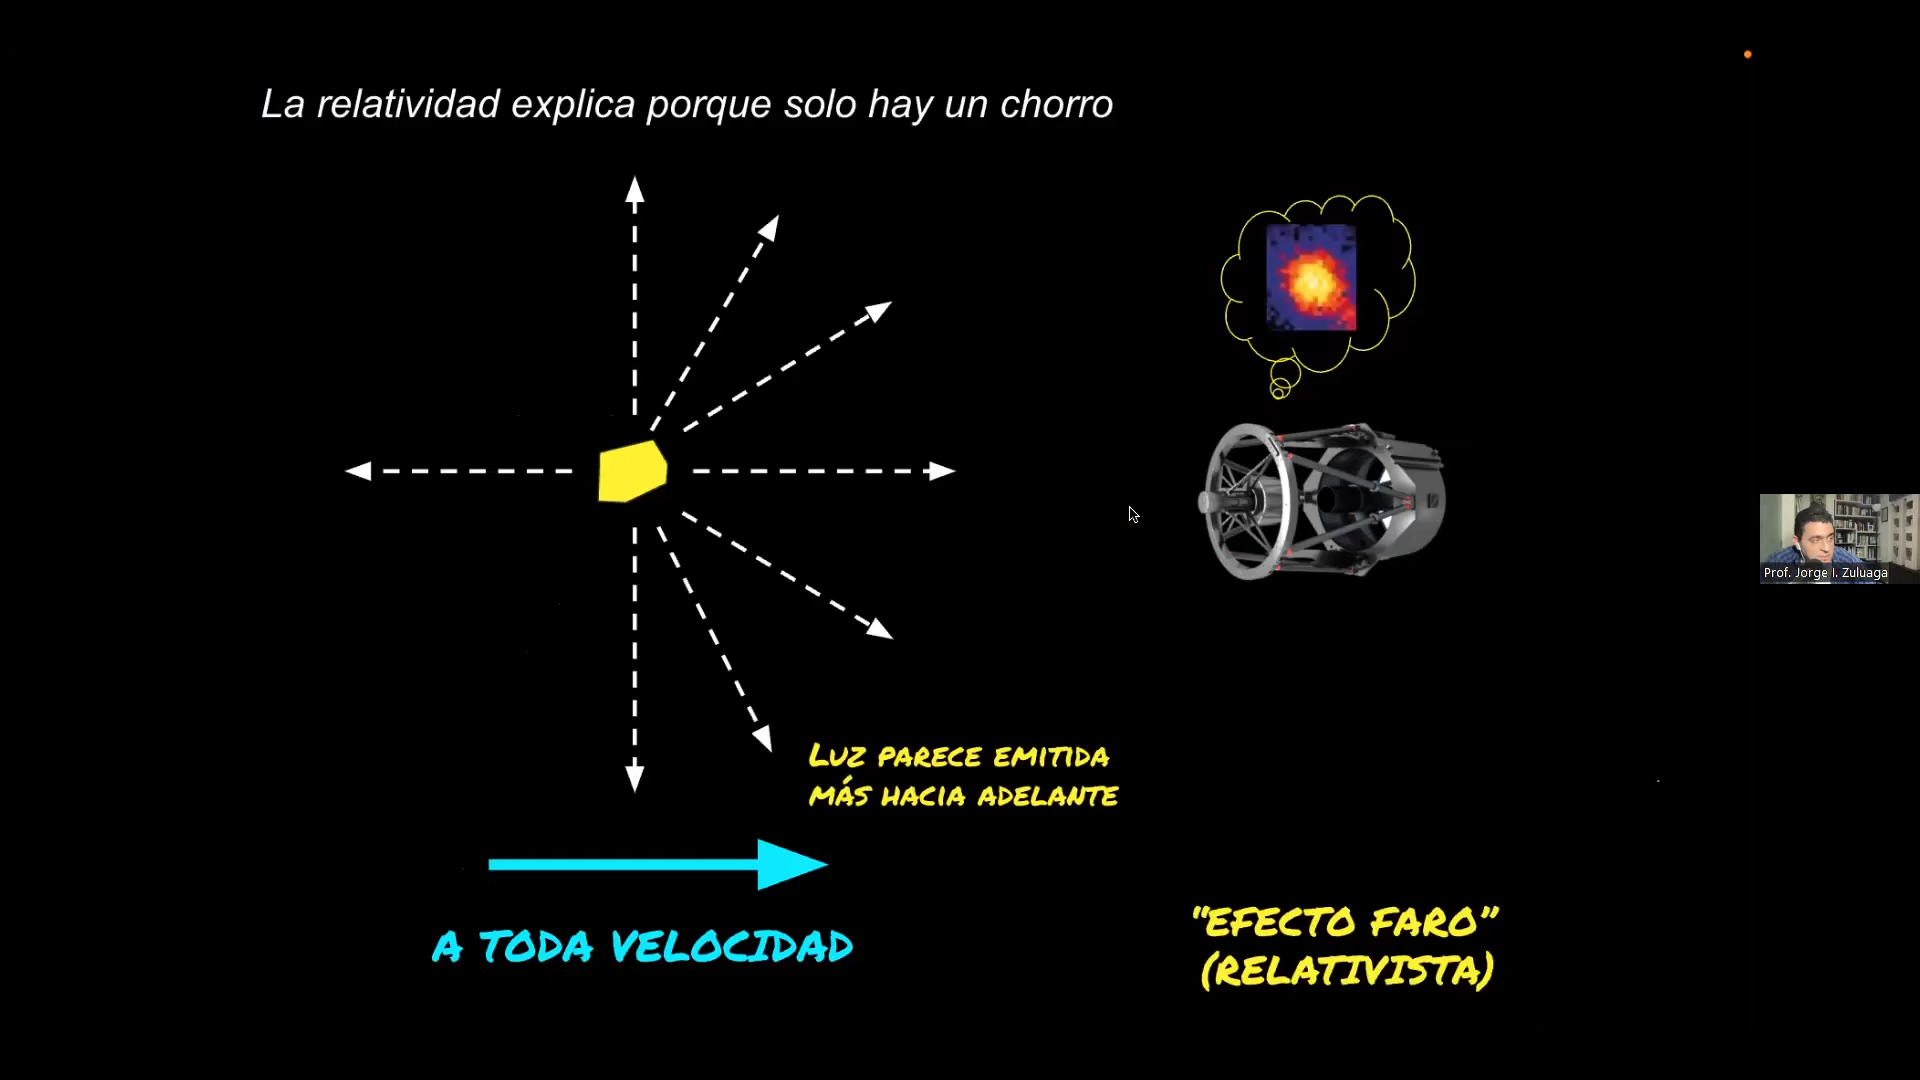 La relatividad explica porque solo hay un chorro
LUZ PARECE EMITIDA
MÁS HACIA ADELANTE
A TODA VELOCIDAD
"EFECTO FARO"
(RELATIVISTA)
Prof. Jorge I. Zuluaga